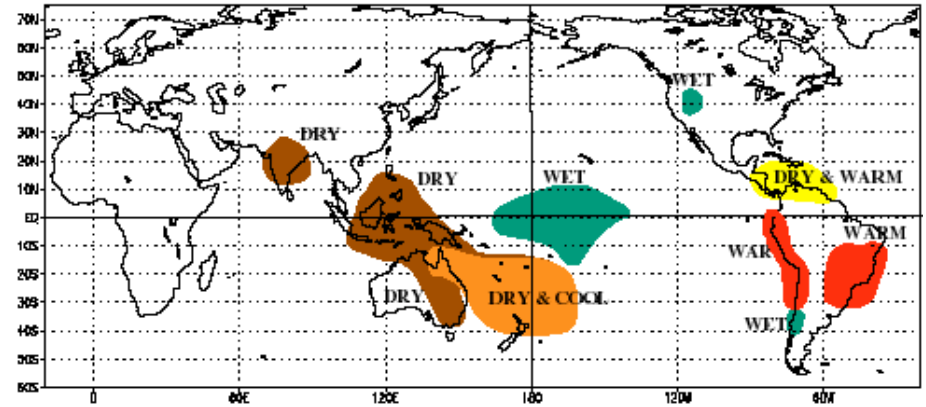 70N
60N
50N WET
40N
30N DRY
20N DRY WET DRY & WARM
10N
EQ
10S WAR WARM
20S
30S DRY DRY & COOL
40S WET
50S
60S
0 60E 120E 180 120W 60W